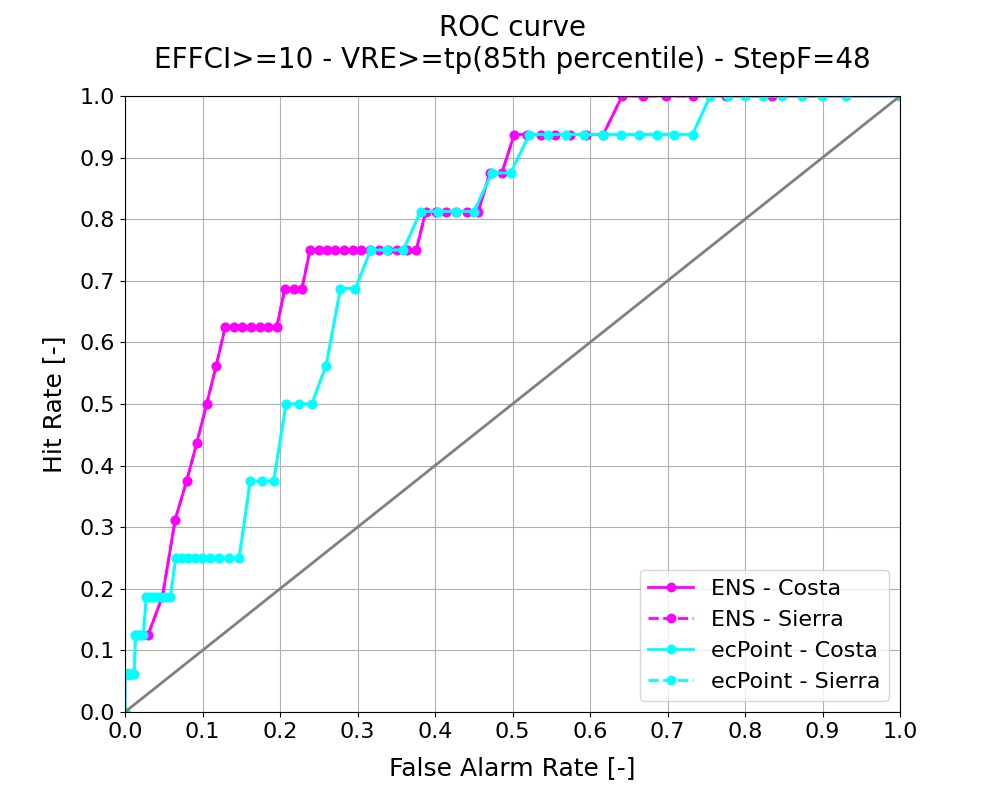 ROC curve
EFFCI>=10 - VRE>=tp(85th percentile) - StepF=48
1.0
0.9
0.8
0.7
0.6
0.5
0.4
0.3
0.2
0.1
0.0
Hit Rate [-]
ENS - Costa
ENS - Sierra
ecPoint - Costa
ecPoint - Sierra
0.0 0.1 0.2 0.3 0.4 0.5 0.6 0.7 0.8 0.9 1.0
False Alarm Rate [-]